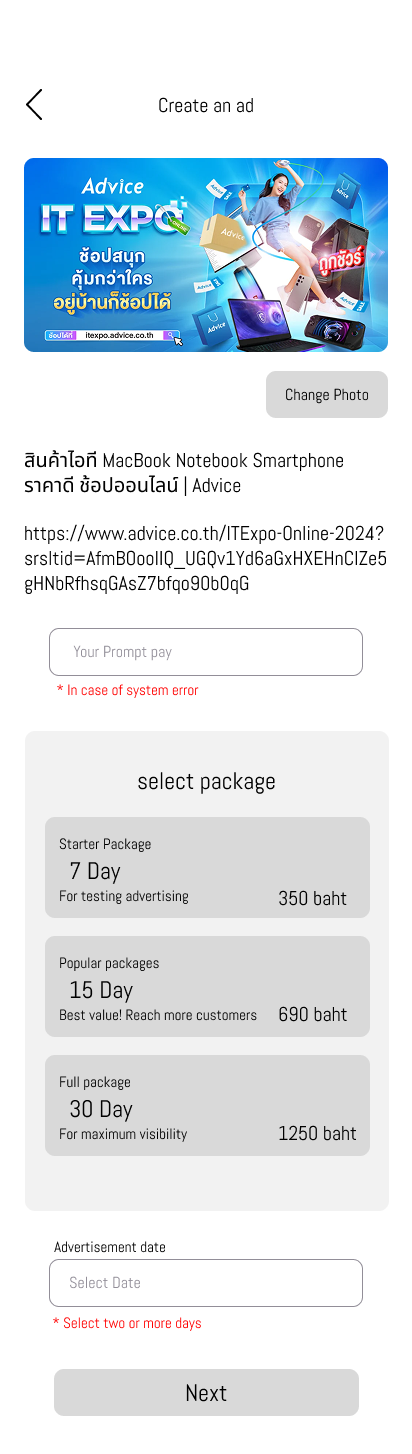 Create an ad
Advice
IT EXPO
ONLINE
ช้อปสนุก
คุ้มกว่าใคร
อยู่บ้านก็ช้อปได้
ช้อปได้ที่ itexpo.advice.co.th
Advice
Advice
Advice
ถูกชัวร์
Change Photo
สินค้าไอที MacBook Notebook Smartphone
ราคาดี ช้อปออนไลน์ | Advice
https://www.advice.co.th/ITExpo-Online-2024?
Your Prompt pay
* In case of system error
select package
Starter Package
7 Day
For testing advertising
350 baht
Popular packages
15 Day
Best value! Reach more customers
690 baht
Full package
30 Day
For maximum visibility
1250 baht
Advertisement date
Select Date
* Select two or more days
Next